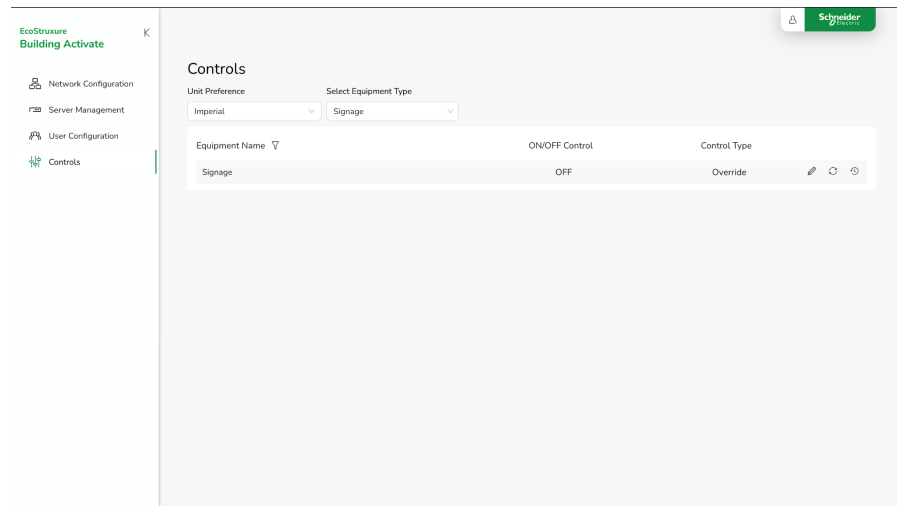 EcoStruxure
Building Activate
Network Configuration
Server Management
User Configuration
Controls
Schneider
Electric
Controls
Unit Preference Select Equipment Type
Imperial Signage
Equipment Name ON/OFF Control Control Type
Signage OFF Override